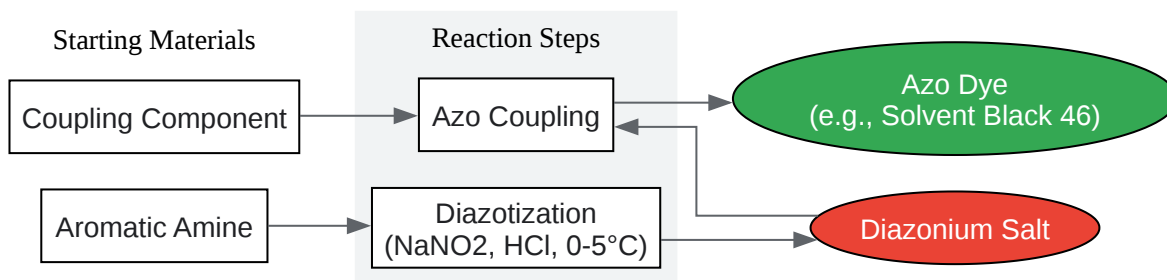 Starting Materials
Reaction Steps
Coupling Component
Azo Coupling
Azo Dye
(e.g., Solvent Black 46)
Aromatic Amine
Diazotization
(NaNO2, HCl, 0-5°C)
Diazonium Salt